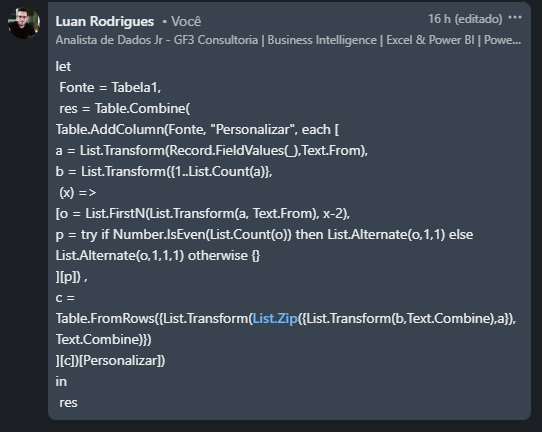 Luan Rodrigues • Você
16 h (editado) •••
Analista de Dados Jr - GF3 Consultoria | Business Intelligence | Excel & Power BI | Powe...
let
Fonte = Tabela1,
res = Table.Combine(
Table.AddColumn(Fonte, "Personalizar", each [
a = List.Transform(Record.FieldValues(_),Text.From),
b = List.Transform({1..List.Count(a)},
(x) =>
[o = List.FirstN(List.Transform(a, Text.From), x-2),
p = try if Number.IsEven(List.Count(o)) then List.Alternate(o,1,1) else
List.Alternate(o,1,1,1) otherwise {}
][p]) ,
c =
Table.FromRows({List.Transform(List.Zip({List.Transform(b,Text.Combine),a}),
Text.Combine)})
][c])[Personalizar])
in
res